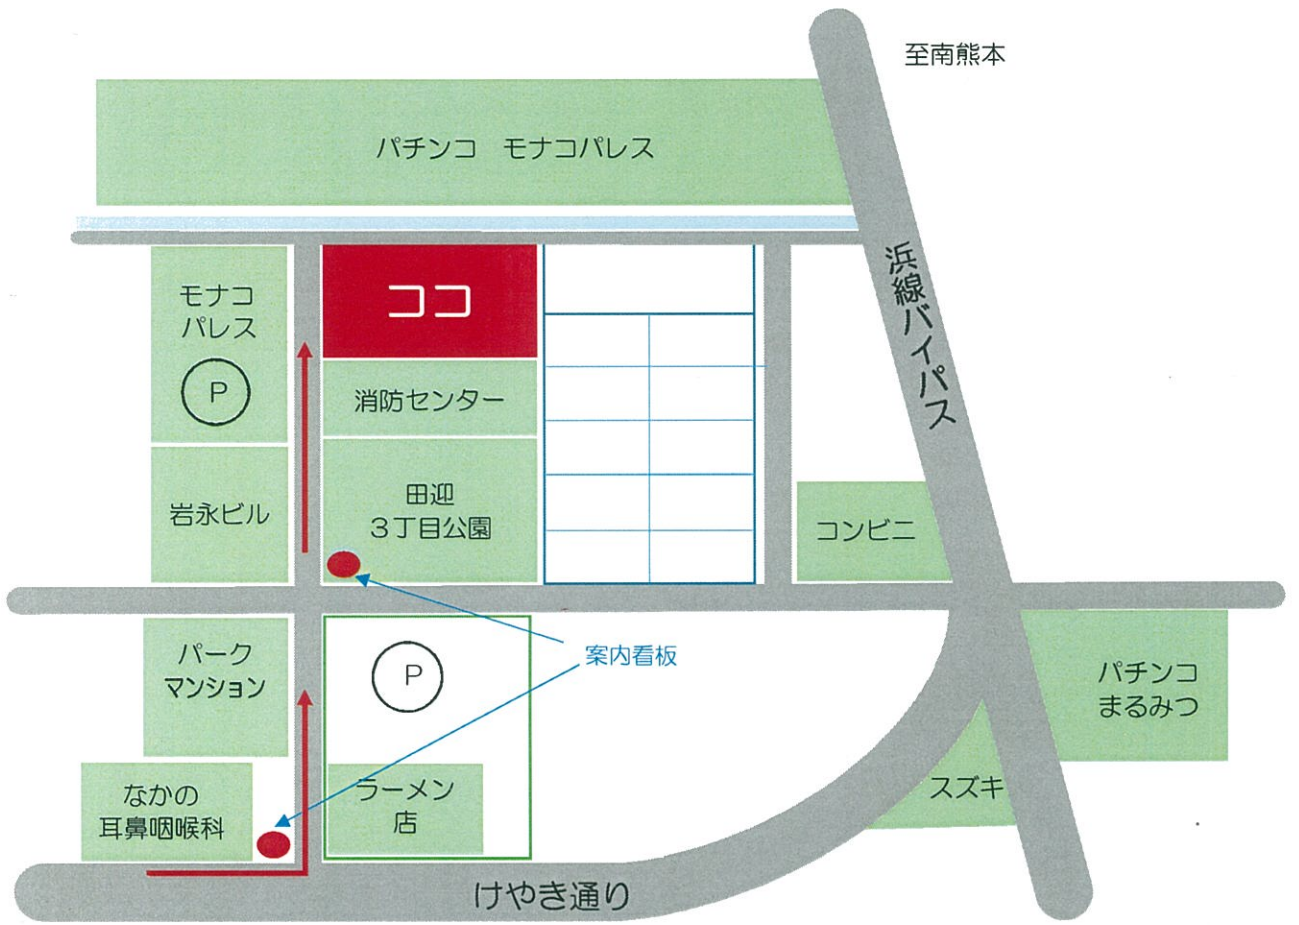 至南熊本
パチンコ　モナコパレス
浜線バイパス
モナコ
パレス
P
ココ
消防センター
岩永ビル
田迎
３丁目公園
コンビニ
パーク
マンション
P
案内看板
パチンコ
まるみつ
なかの
耳鼻咽喉科
ラーメン
店
スズキ
けやき通り